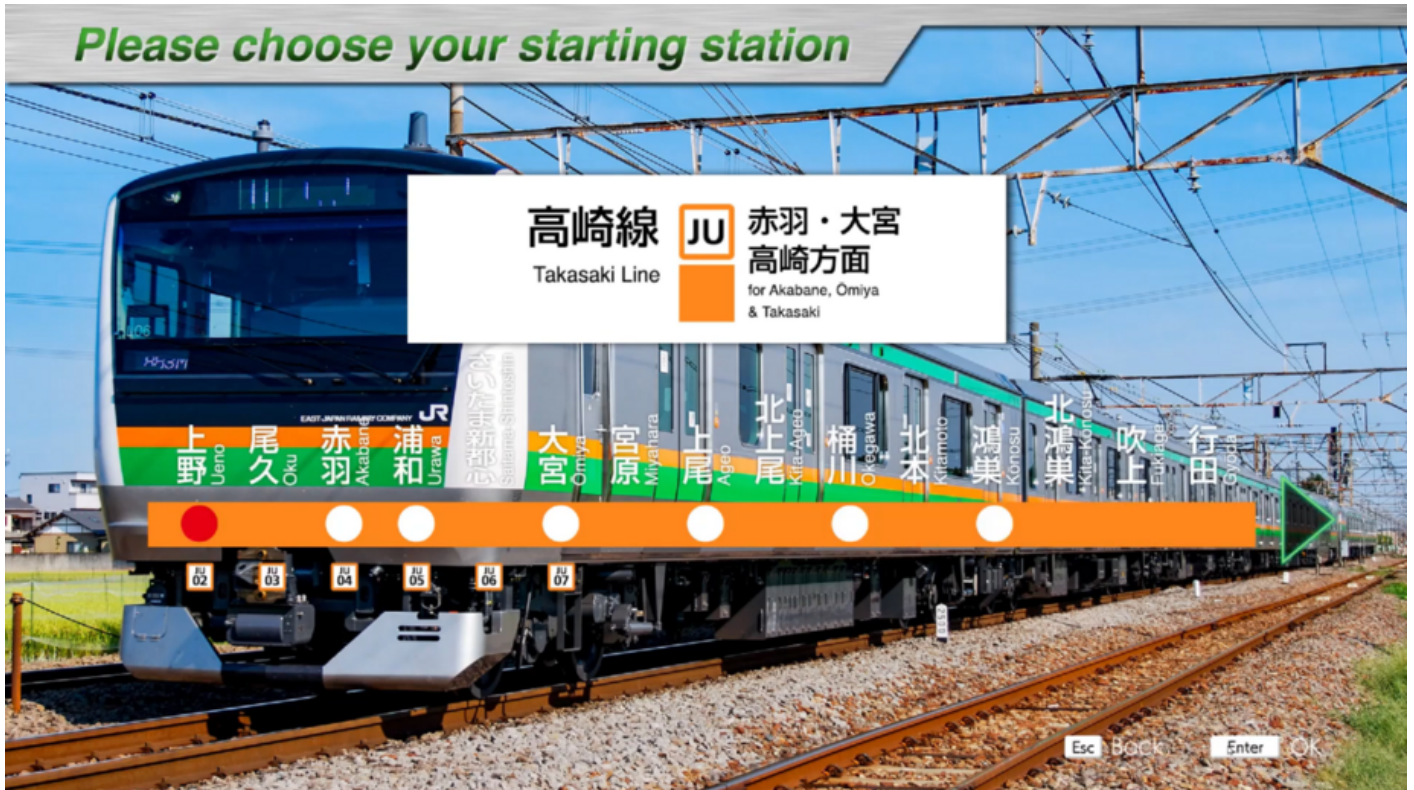 Please choose your starting station
高崎線
Takasaki Line
JU
赤羽・大宮
高崎方面
for Akabane, Ōmiya
& Takasaki
EAST JAPAN RAILWAY COMPANY
JR
上野
Ueno
尾久
Oku
赤羽
Akabane
浦和
Urawa
さいたま新都心
Saitama-Shintoshin
大宮
Ōmiya
宮原
Miyahara
上尾
Ageo
北上尾
Kita-Ageo
桶川
Okegawa
北本
Kitamoto
鴻巣
Konosu
北鴻巣
Kita-Konosu
吹上
Fukiage
行田
Gyoda
JU
02
JU
03
JU
04
JU
05
JU
06
JU
07
Esc Back
Enter OK